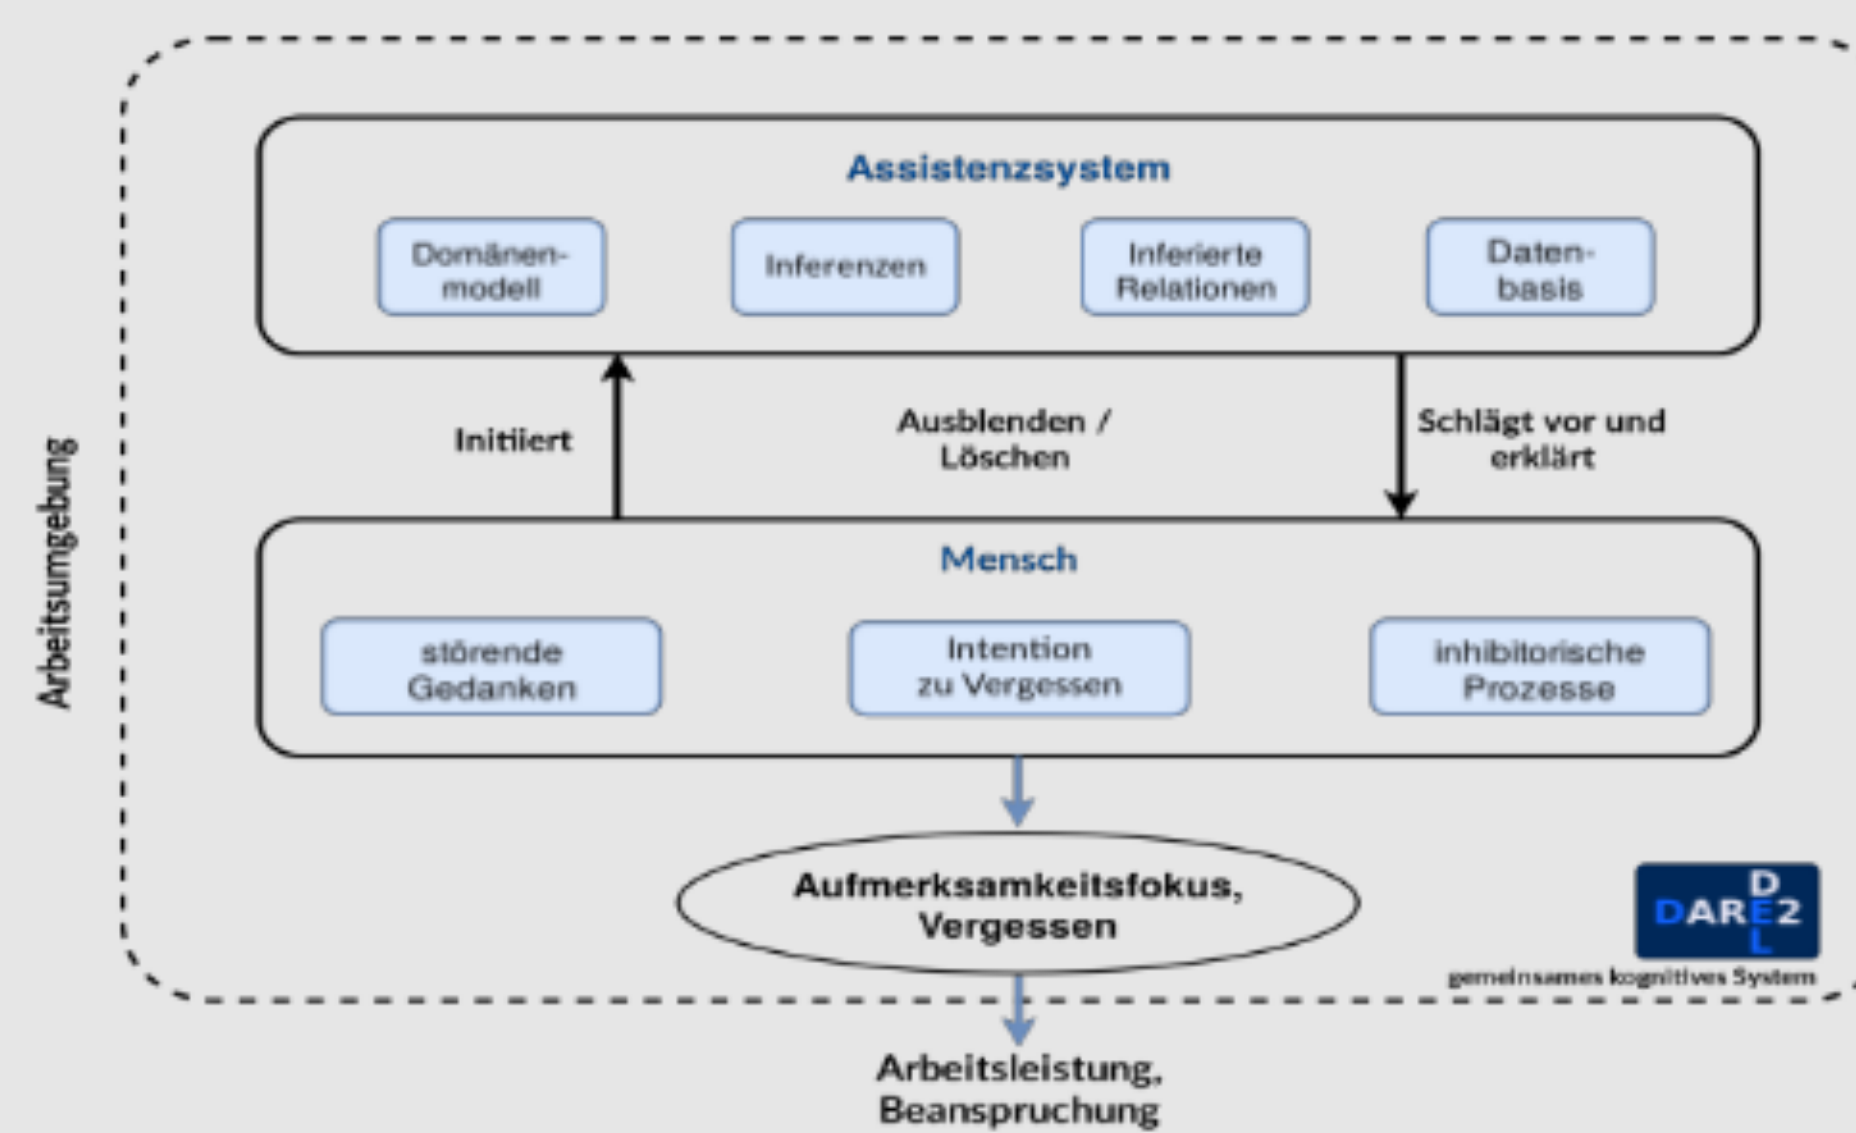 Arbeitsumgebung
Assistenzsystem
Domänen-
modell
Inferenzen
Inferierte
Relationen
Daten-
basis
Initiiert
Ausblenden /
Löschen
Schlägt vor und
erklärt
Mensch
störende
Gedanken
Intention
zu Vergessen
inhibitorische
Prozesse
Aufmerksamkeitsfokus,
Vergessen
D
DARE2
L
gemeinsames kognitives System
Arbeitsleistung,
Beanspruchung